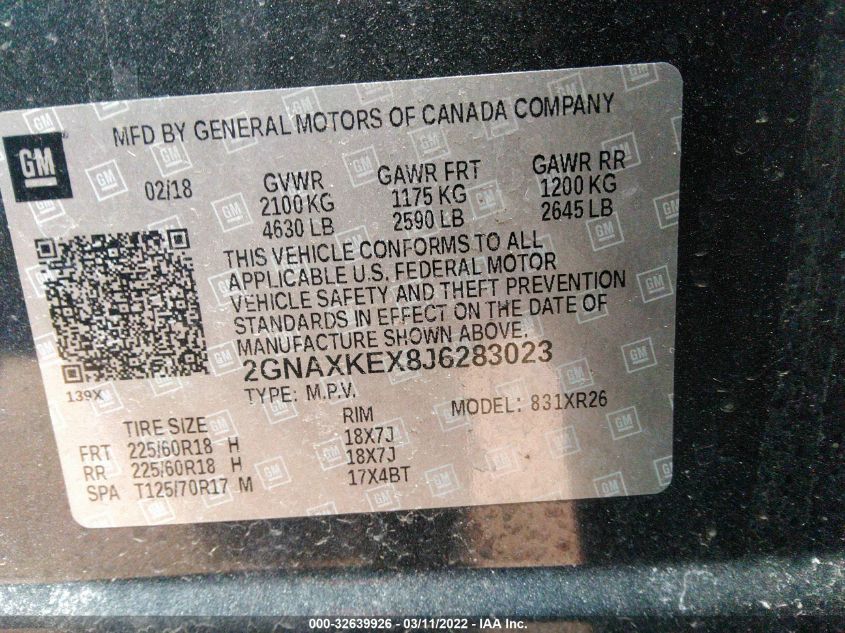 MFD BY GENERAL MOTORS OF CANADA COMPANY
GM
02/18 GVWR GAWR FRT GAWR RR
2100 KG 1175 KG 1200 KG
4630 LB 2590 LB 2645 LB
THIS VEHICLE CONFORMS TO ALL
APPLICABLE U.S. FEDERAL MOTOR
VEHICLE SAFETY AND THEFT PREVENTION
STANDARDS IN EFFECT ON THE DATE OF
MANUFACTURE SHOWN ABOVE.
2GNAXKEX8J6283023
139X TYPE: M.P.V. MODEL: 831XR26
TIRE SIZE RIM
FRT 225/60R18 H 18X7J
RR 225/60R18 H 18X7J
SPA T125/70R17 M 17X4BT
000-32639926 - 03/11/2022 - IAA Inc.